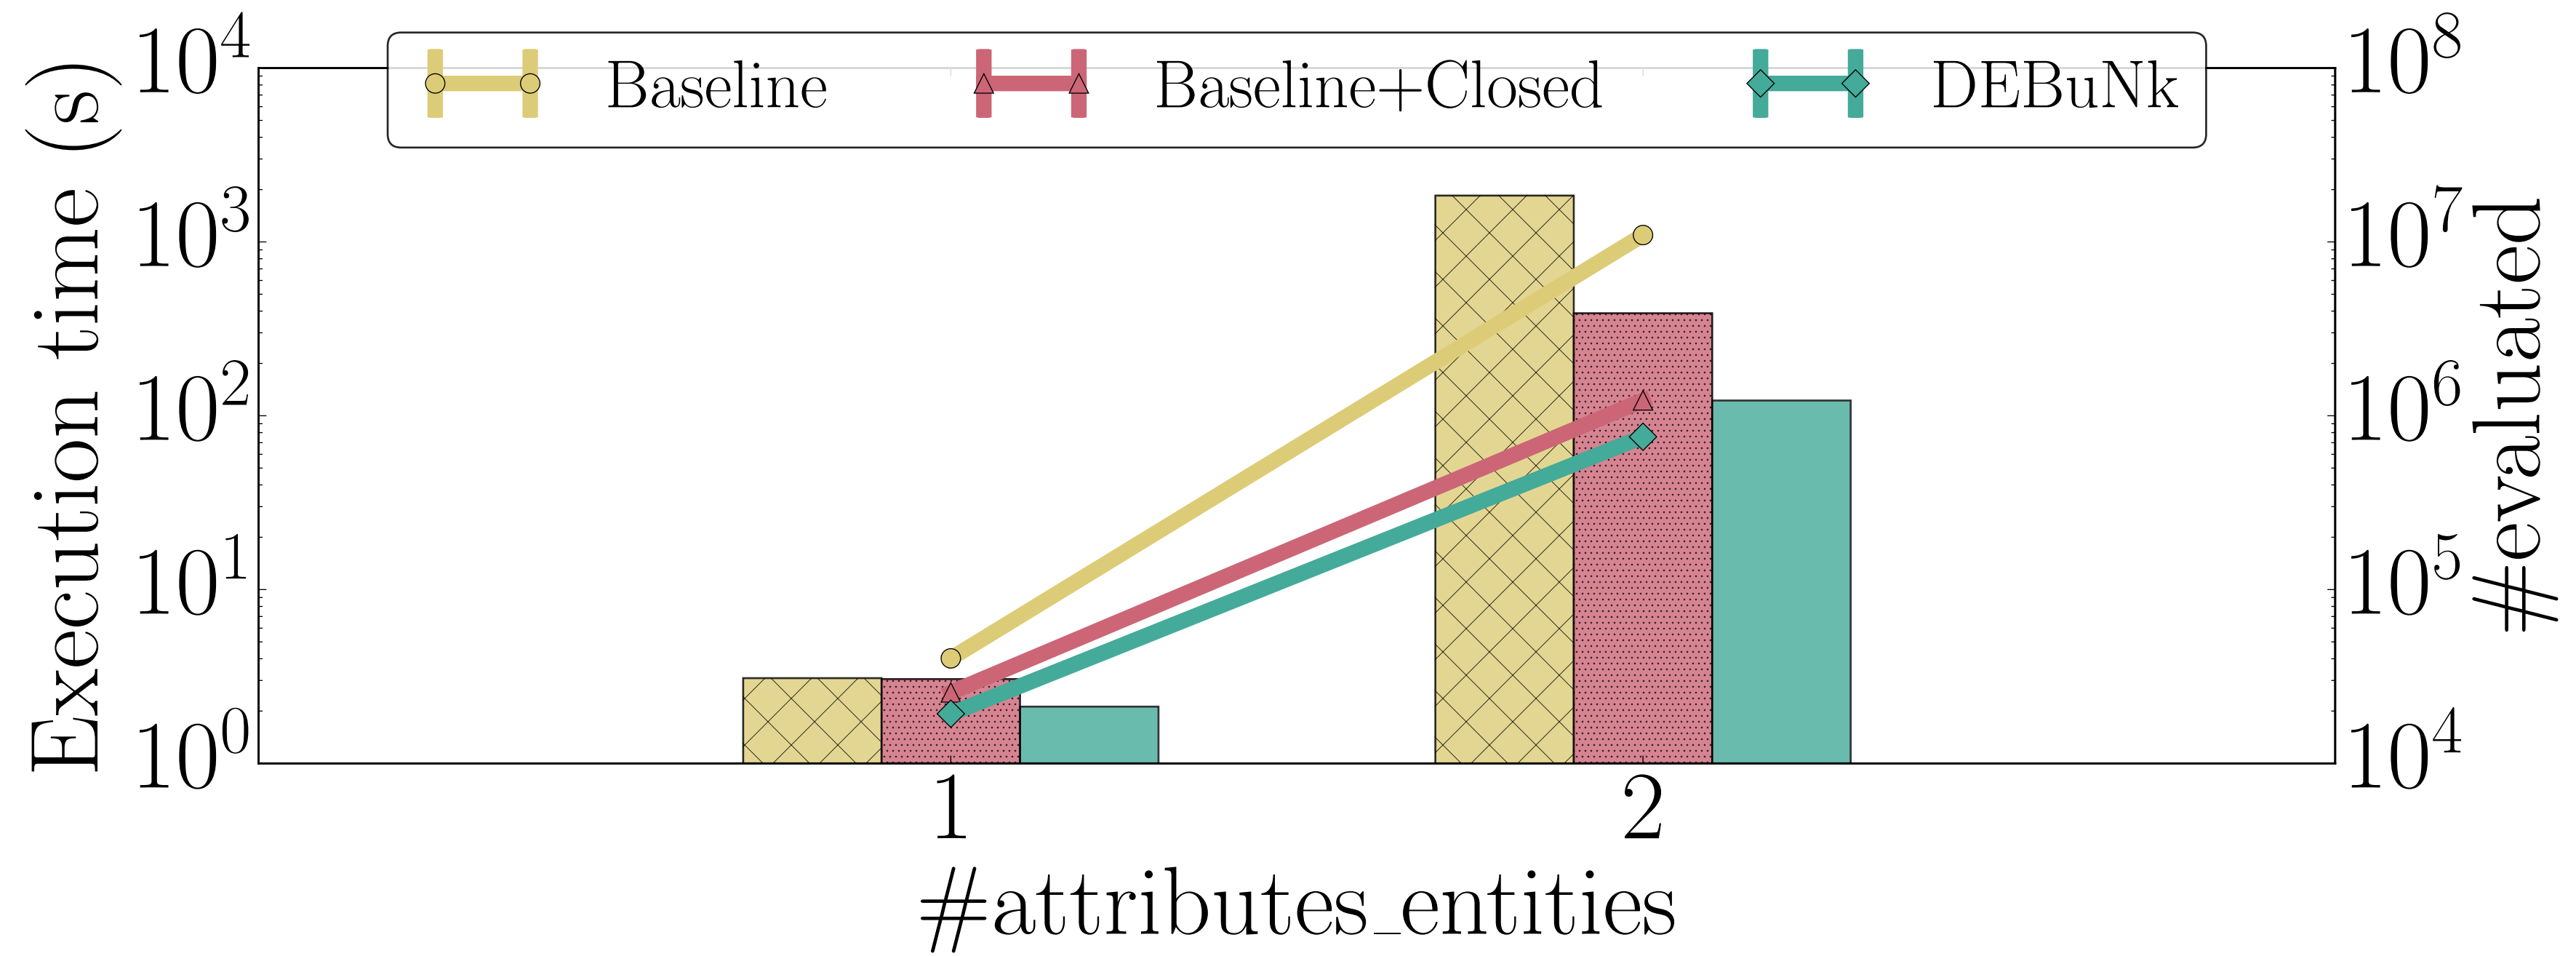 Baseline Baseline+Closed DEBuNk
Execution time (s)
10^4
10^3
10^2
10^1
10^0
10^8
10^7
10^6
10^5
10^4
#evaluated
1 2
#attributes_entities